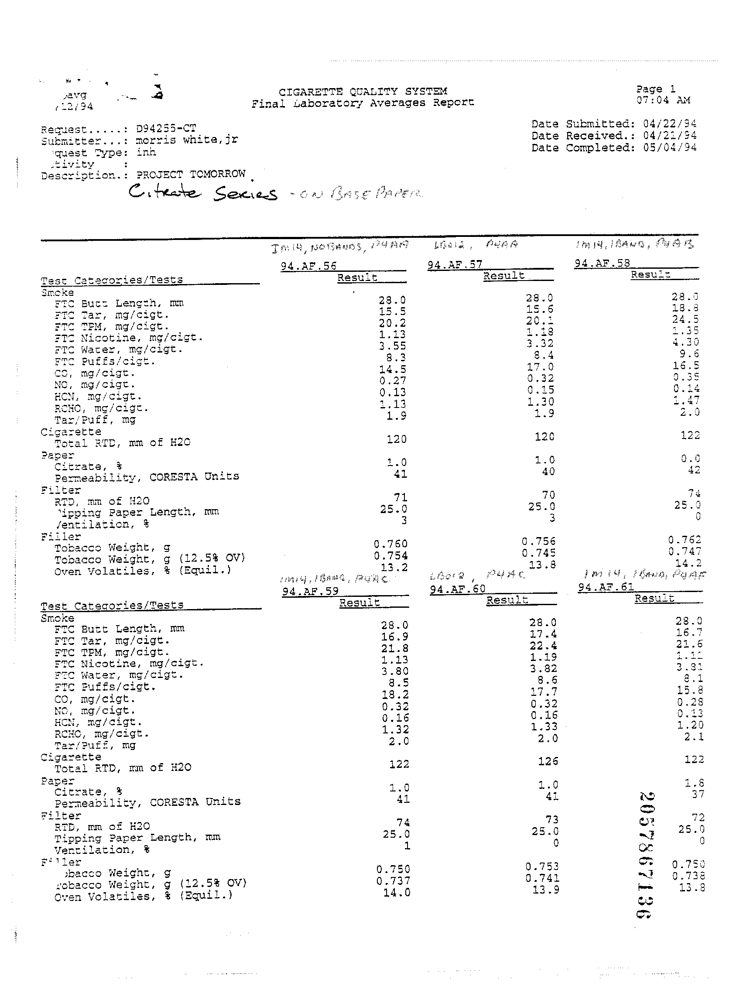 avg
/12/94
CIGARETTE QUALITY SYSTEM
Final Laboratory Averages Report
Page 1
07:04 AM
Request.....: D94255-CT
Submitter...: morris white,jr
quest Type: inh
tivity :
Description.: PROJECT TOMORROW
Date Submitted: 04/22/94
Date Received.: 04/21/94
Date Completed: 05/04/94
Citrate Series - ON BASE PAPER
IM14, NO BANDS, P4AA LB012, P4AA IM14, 1BAND, P4AB
94.AF.56 94.AF.57 94.AF.58
Test Categories/Tests Result Result Result
Smoke
FTC Butt Length, mm 28.0 28.0 28.0
FTC Tar, mg/cigt. 15.5 15.6 18.8
FTC TPM, mg/cigt. 20.2 20.1 24.5
FTC Nicotine, mg/cigt. 1.13 1.18 1.35
FTC Water, mg/cigt. 3.55 3.32 4.30
FTC Puffs/cigt. 8.3 8.4 9.6
CO, mg/cigt. 14.5 17.0 16.5
NO, mg/cigt. 0.27 0.32 0.35
HCN, mg/cigt. 0.13 0.15 0.14
RCHO, mg/cigt. 1.13 1.30 1.47
Tar/Puff, mg 1.9 1.9 2.0
Cigarette
Total RTD, mm of H2O 120 120 122
Paper
Citrate, % 1.0 1.0 0.0
Permeability, CORESTA Units 41 40 42
Filter
RTD, mm of H2O 71 70 74
ipping Paper Length, mm 25.0 25.0 25.0
Ventilation, % 3 3 0
Filler
Tobacco Weight, g 0.760 0.756 0.762
Tobacco Weight, g (12.5% OV) 0.754 0.745 0.747
Oven Volatiles, % (Equil.) 13.2 13.8 14.2
IM14, 1BAND, P4AC LB012, P4AC IM14, 1BAND, P4AF
94.AF.59 94.AF.60 94.AF.61
Test Categories/Tests Result Result Result
Smoke
FTC Butt Length, mm 28.0 28.0 28.0
FTC Tar, mg/cigt. 16.9 17.4 16.7
FTC TPM, mg/cigt. 21.8 22.4 21.6
FTC Nicotine, mg/cigt. 1.13 1.19 1.11
FTC Water, mg/cigt. 3.80 3.82 3.81
FTC Puffs/cigt. 8.5 8.6 8.1
CO, mg/cigt. 18.2 17.7 15.8
NO, mg/cigt. 0.32 0.32 0.28
HCN, mg/cigt. 0.16 0.16 0.13
RCHO, mg/cigt. 1.32 1.33 1.20
Tar/Puff, mg 2.0 2.0 2.1
Cigarette
Total RTD, mm of H2O 122 126 122
Paper
Citrate, % 1.0 1.0 1.8
Permeability, CORESTA Units 41 41 37
Filter
RTD, mm of H2O 74 73 72
Tipping Paper Length, mm 25.0 25.0 25.0
Ventilation, % 1 0 0
Filler
obacco Weight, g 0.750 0.753 0.750
Tobacco Weight, g (12.5% OV) 0.737 0.741 0.738
Oven Volatiles, % (Equil.) 14.0 13.9 13.8
2057867136